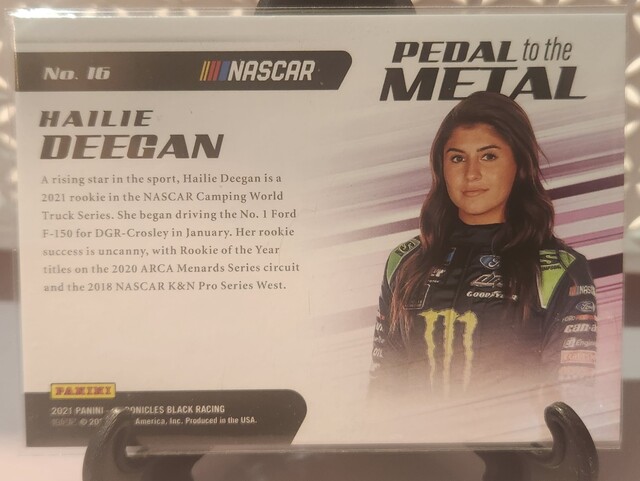 No. 16
NASCAR
PEDAL to the
METAL
HAILIE
DEEGAN
A rising star in the sport, Hailie Deegan is a
2021 rookie in the NASCAR Camping World
Truck Series. She began driving the No. 1 Ford
F-150 for DGR-Crosley in January. Her rookie
success is uncanny, with Rookie of the Year
titles on the 2020 ARCA Menards Series circuit
and the 2018 NASCAR K&N Pro Series West.
GOODYEAR
NASCAR
Ford
can-am
PANINI
2021 PANINI - ONICLES BLACK RACING
America, Inc. Produced in the USA.